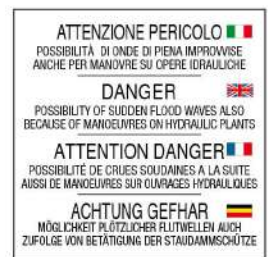 ATTENZIONE PERICOLO
POSSIBILITÀ DI ONDE DI PIENA IMPROVVISE
ANCHE PER MANOVRE SU OPERE IDRAULICHE
DANGER
POSSIBILITY OF SUDDEN FLOOD WAVES ALSO
BECAUSE OF MANOEUVRES ON HYDRAULIC PLANTS
ATTENTION DANGER
POSSIBILITÉ DE CRUES SOUDAINES A LA SUITE
AUSSI DE MANOEUVRES SUR OUVRAGES HYDRAULIQUES
ACHTUNG GEFHAR
MÖGLICHKEIT PLÖTZLICHER FLUTWELLEN AUCH
ZUFOLGE VON BETÄTIGUNG DER STAUDAMMSCHÜTZE